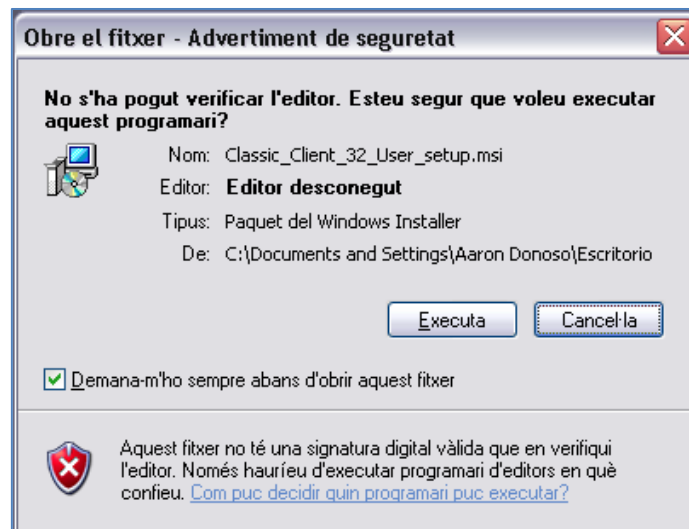 Obre el fitxer - Advertiment de seguretat
No s'ha pogut verificar l'editor. Esteu segur que voleu executar
aquest programari?
Nom: Classic_Client_32_User_setup.msi
Editor: Editor desconegut
Tipus: Paquet del Windows Installer
De: C:\Documents and Settings\Aaron Donoso\Escritorio
Executa
Cancel·la
Demana-m'ho sempre abans d'obrir aquest fitxer
Aquest fitxer no té una signatura digital vàlida que en verifiqui
l'editor. Només hauríeu d'executar programari d'editors en què
confieu. Com puc decidir quin programari puc executar?